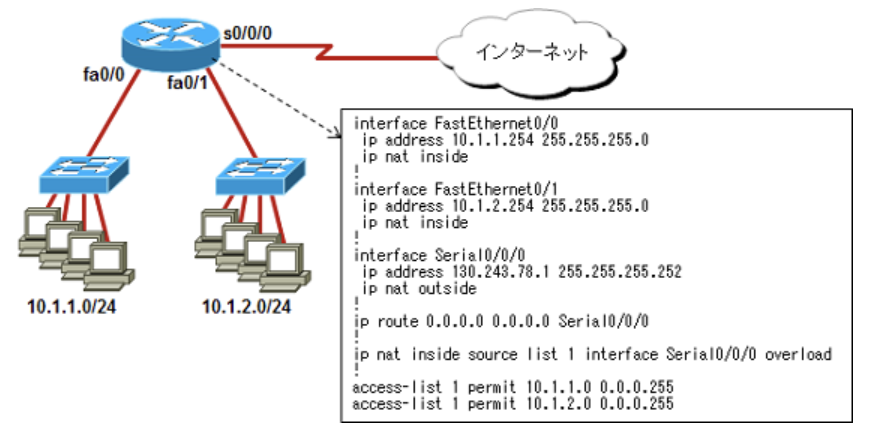 s0/0/0
インターネット
fa0/0
fa0/1
interface FastEthernet0/0
ip address 10.1.1.254 255.255.255.0
ip nat inside
!
interface FastEthernet0/1
ip address 10.1.2.254 255.255.255.0
ip nat inside
!
interface Serial0/0/0
ip address 130.243.78.1 255.255.255.252
ip nat outside
!
ip route 0.0.0.0 0.0.0.0 Serial0/0/0
!
ip nat inside source list 1 interface Serial0/0/0 overload
!
access-list 1 permit 10.1.1.0 0.0.0.255
access-list 1 permit 10.1.2.0 0.0.0.255
10.1.1.0/24
10.1.2.0/24